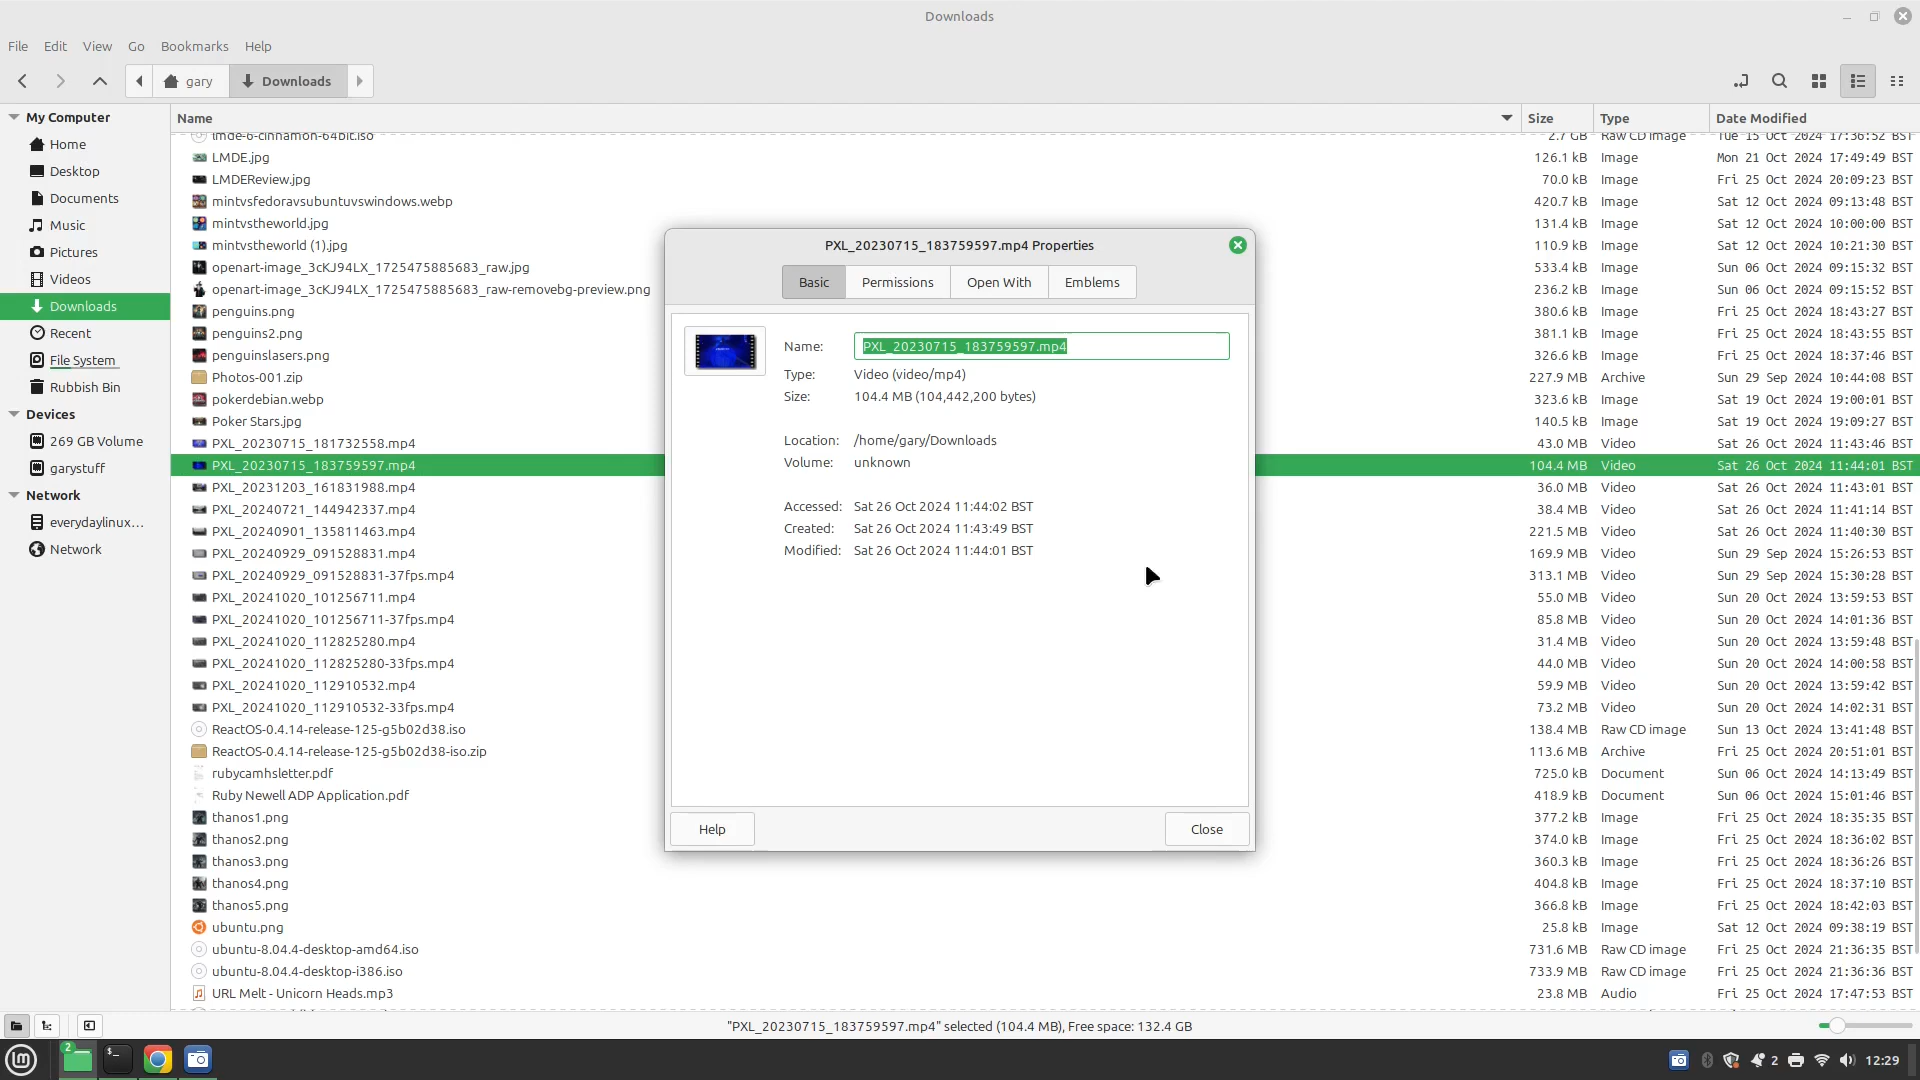 Downloads
File Edit View Go Bookmarks Help
gary Downloads
My Computer
Home
Desktop
Documents
Music
Pictures
Videos
Downloads
Recent
File System
Rubbish Bin
Devices
269 GB Volume
garystuff
Network
everydaylinux...
Network
Name Size Type Date Modified
lmde-6-cinnamon-64bit.iso 2.7 GB Raw CD image Tue 15 Oct 2024 17:36:52 BST
LMDE.jpg 126.1 kB Image Mon 21 Oct 2024 17:49:49 BST
LMDEReview.jpg 70.0 kB Image Fri 25 Oct 2024 20:09:23 BST
mintvsfedoravsubuntuvswindows.webp 420.7 kB Image Sat 12 Oct 2024 09:13:48 BST
mintvstheworld.jpg 131.4 kB Image Sat 12 Oct 2024 10:00:00 BST
mintvstheworld (1).jpg 110.9 kB Image Sat 12 Oct 2024 10:21:30 BST
openart-image_3cKJ94LX_1725475885683_raw.jpg 533.4 kB Image Sun 06 Oct 2024 09:15:32 BST
openart-image_3cKJ94LX_1725475885683_raw-removebg-preview.png 236.2 kB Image Sun 06 Oct 2024 09:15:52 BST
penguins.png 380.6 kB Image Fri 25 Oct 2024 18:43:27 BST
penguins2.png 381.1 kB Image Fri 25 Oct 2024 18:43:55 BST
penguinslasers.png 326.6 kB Image Fri 25 Oct 2024 18:37:46 BST
Photos-001.zip 227.9 MB Archive Sun 29 Sep 2024 10:44:08 BST
pokerdebian.webp 323.6 kB Image Sat 19 Oct 2024 19:00:01 BST
Poker Stars.jpg 140.5 kB Image Sat 19 Oct 2024 19:09:27 BST
PXL_20230715_181732558.mp4 43.0 MB Video Sat 26 Oct 2024 11:43:46 BST
PXL_20230715_183759597.mp4 104.4 MB Video Sat 26 Oct 2024 11:44:01 BST
PXL_20231203_161831988.mp4 36.0 MB Video Sat 26 Oct 2024 11:43:01 BST
PXL_20240721_144942337.mp4 38.4 MB Video Sat 26 Oct 2024 11:41:14 BST
PXL_20240901_135811463.mp4 221.5 MB Video Sat 26 Oct 2024 11:40:30 BST
PXL_20240929_091528831.mp4 169.9 MB Video Sun 29 Sep 2024 15:26:53 BST
PXL_20240929_091528831-37fps.mp4 313.1 MB Video Sun 29 Sep 2024 15:30:28 BST
PXL_20241020_101256711.mp4 55.0 MB Video Sun 20 Oct 2024 13:59:53 BST
PXL_20241020_101256711-37fps.mp4 85.8 MB Video Sun 20 Oct 2024 14:01:36 BST
PXL_20241020_112825280.mp4 31.4 MB Video Sun 20 Oct 2024 13:59:48 BST
PXL_20241020_112825280-33fps.mp4 44.0 MB Video Sun 20 Oct 2024 14:00:58 BST
PXL_20241020_112910532.mp4 59.9 MB Video Sun 20 Oct 2024 13:59:42 BST
PXL_20241020_112910532-33fps.mp4 73.2 MB Video Sun 20 Oct 2024 14:02:31 BST
ReactOS-0.4.14-release-125-g5b02d38.iso 138.4 MB Raw CD image Sun 13 Oct 2024 13:41:48 BST
ReactOS-0.4.14-release-125-g5b02d38-iso.zip 113.6 MB Archive Fri 25 Oct 2024 20:51:01 BST
rubycamhsletter.pdf 725.0 kB Document Sun 06 Oct 2024 14:13:49 BST
Ruby Newell ADP Application.pdf 418.9 kB Document Sun 06 Oct 2024 15:01:46 BST
thanos1.png 377.2 kB Image Fri 25 Oct 2024 18:35:35 BST
thanos2.png 374.0 kB Image Fri 25 Oct 2024 18:36:02 BST
thanos3.png 360.3 kB Image Fri 25 Oct 2024 18:36:26 BST
thanos4.png 404.8 kB Image Fri 25 Oct 2024 18:37:10 BST
thanos5.png 366.8 kB Image Fri 25 Oct 2024 18:42:03 BST
ubuntu.png 25.8 kB Image Sat 12 Oct 2024 09:38:19 BST
ubuntu-8.04.4-desktop-amd64.iso 731.6 MB Raw CD image Fri 25 Oct 2024 21:36:35 BST
ubuntu-8.04.4-desktop-i386.iso 733.9 MB Raw CD image Fri 25 Oct 2024 21:36:36 BST
URL Melt - Unicorn Heads.mp3 23.8 MB Audio Fri 25 Oct 2024 17:47:53 BST
PXL_20230715_183759597.mp4 Properties
Basic Permissions Open With Emblems
Name: PXL_20230715_183759597.mp4
Type: Video (video/mp4)
Size: 104.4 MB (104,442,200 bytes)
Location: /home/gary/Downloads
Volume: unknown
Accessed: Sat 26 Oct 2024 11:44:02 BST
Created: Sat 26 Oct 2024 11:43:49 BST
Modified: Sat 26 Oct 2024 11:44:01 BST
Help Close
"PXL_20230715_183759597.mp4" selected (104.4 MB), Free space: 132.4 GB
2 2 12:29